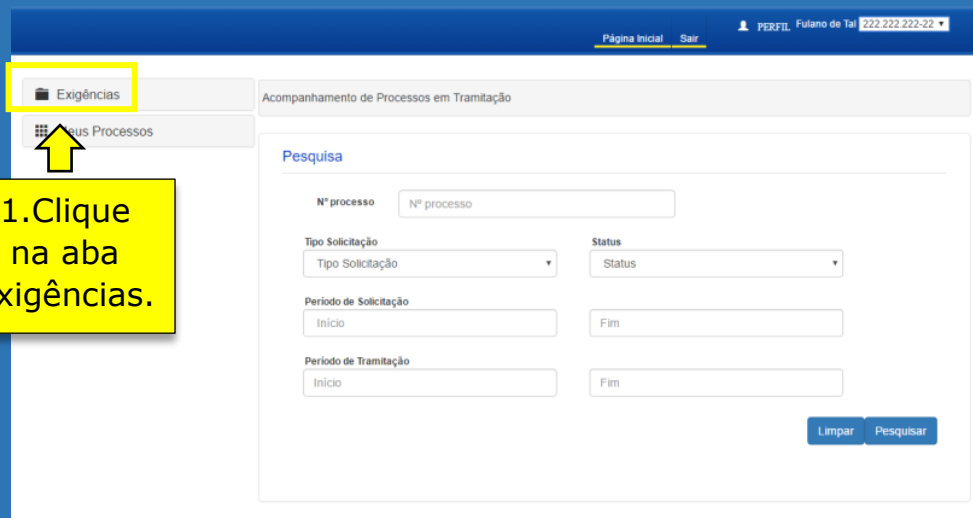 Página Inicial Sair PERFIL Fulano de Tal 222.222.222-22
Exigências
Meus Processos
Acompanhamento de Processos em Tramitação
1.Clique
na aba
xigências.
Pesquisa
Nº processo Nº processo
Tipo Solicitação Status
Tipo Solicitação Status
Período de Solicitação
Início Fim
Período de Tramitação
Início Fim
Limpar Pesquisar